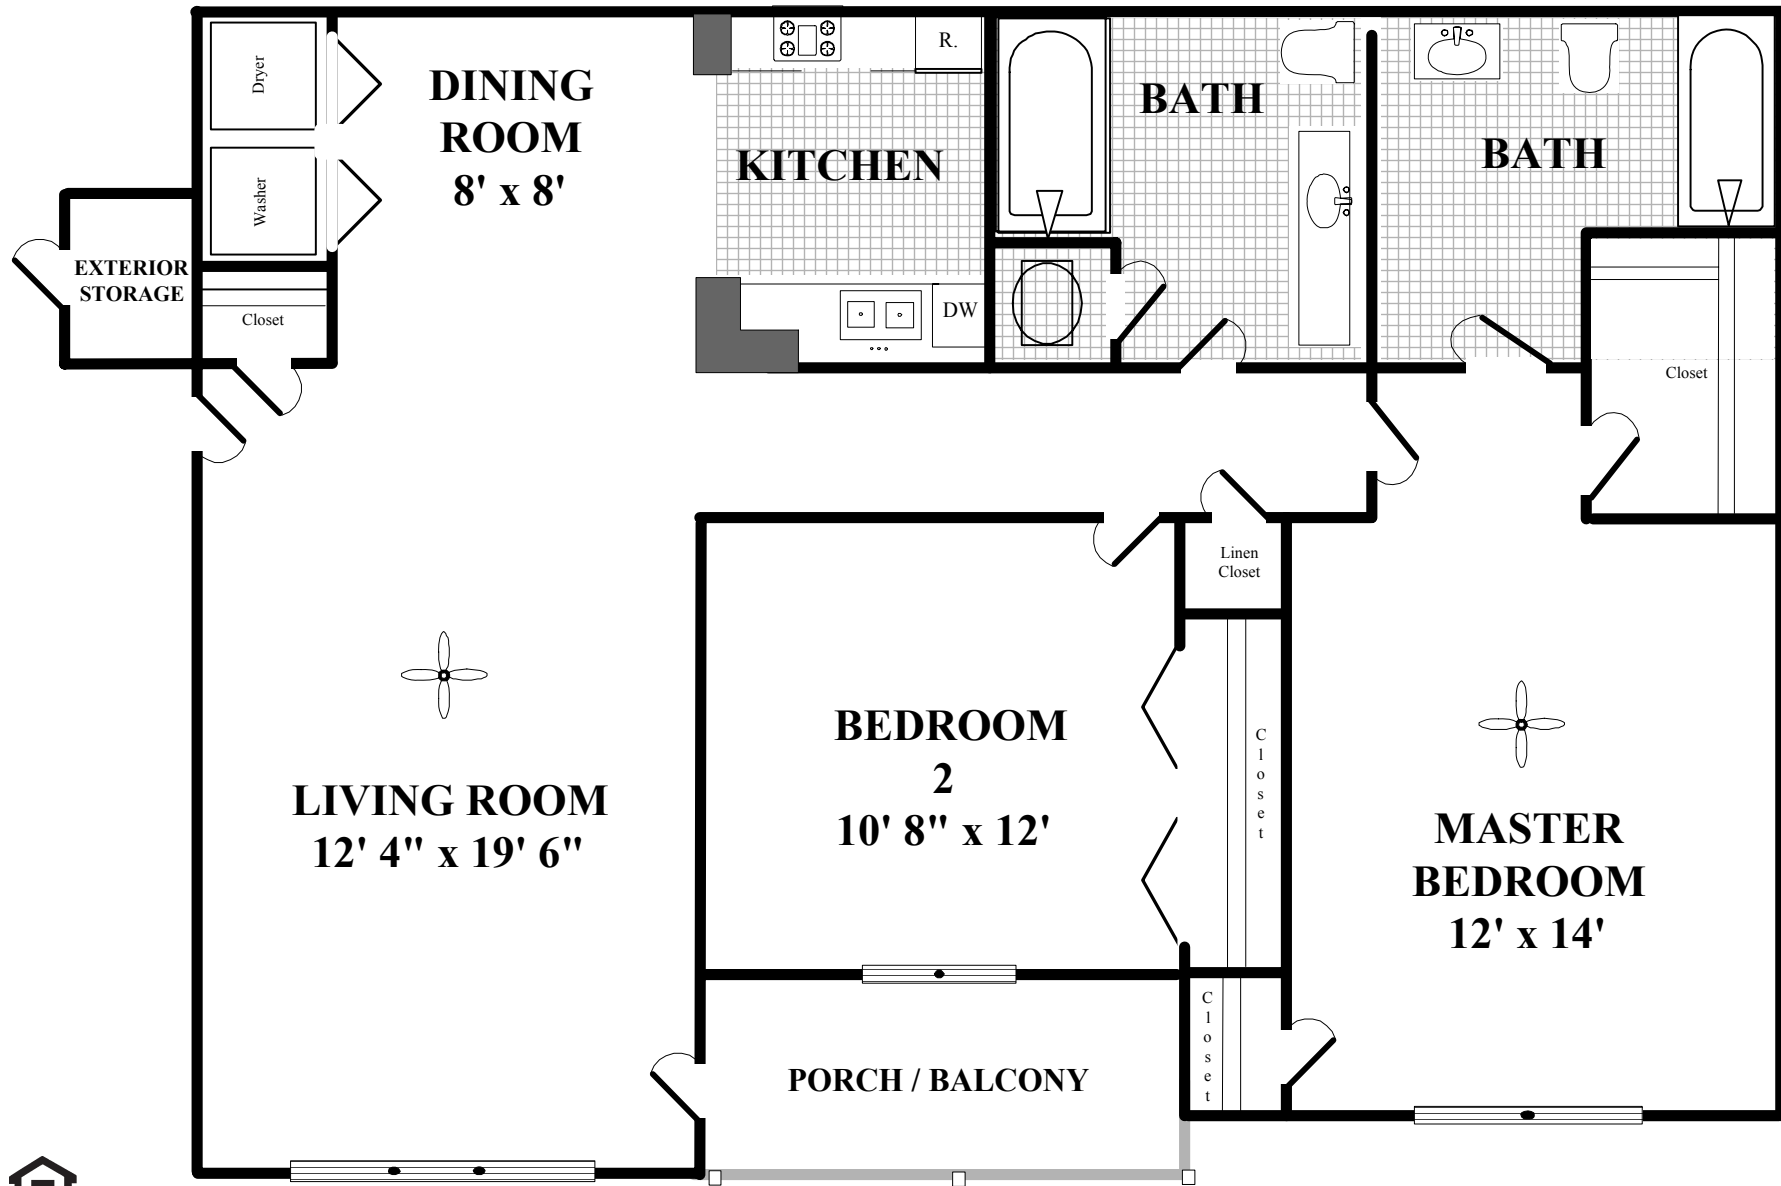 Dryer
Washer
DINING
ROOM
8' x 8'
R.
KITCHEN
BATH
BATH
EXTERIOR
STORAGE
Closet
DW
Closet
Linen
Closet
BEDROOM
2
10' 8" x 12'
Closet
LIVING ROOM
12' 4" x 19' 6"
MASTER
BEDROOM
12' x 14'
Closet
PORCH / BALCONY